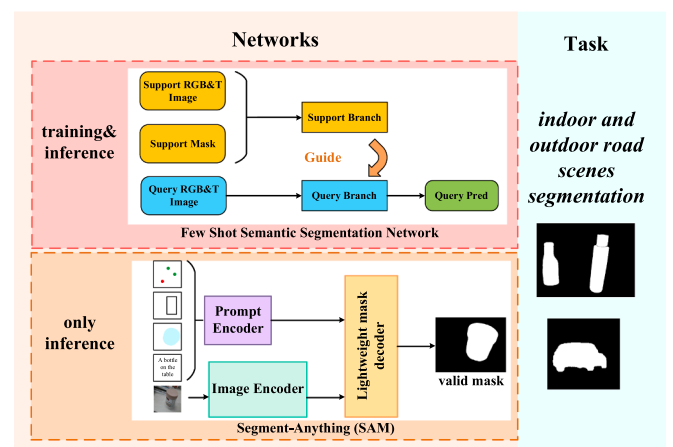 Networks
Task
training&
inference
Support RGB&T
Image
Support Mask
Support Branch
Guide
Query RGB&T
Image
Query Branch
Query Pred
Few Shot Semantic Segmentation Network
indoor and
outdoor road
scenes
segmentation
only
inference
A bottle
on the
table
Prompt
Encoder
Image Encoder
Lightweight mask
decoder
valid mask
Segment-Anything (SAM)